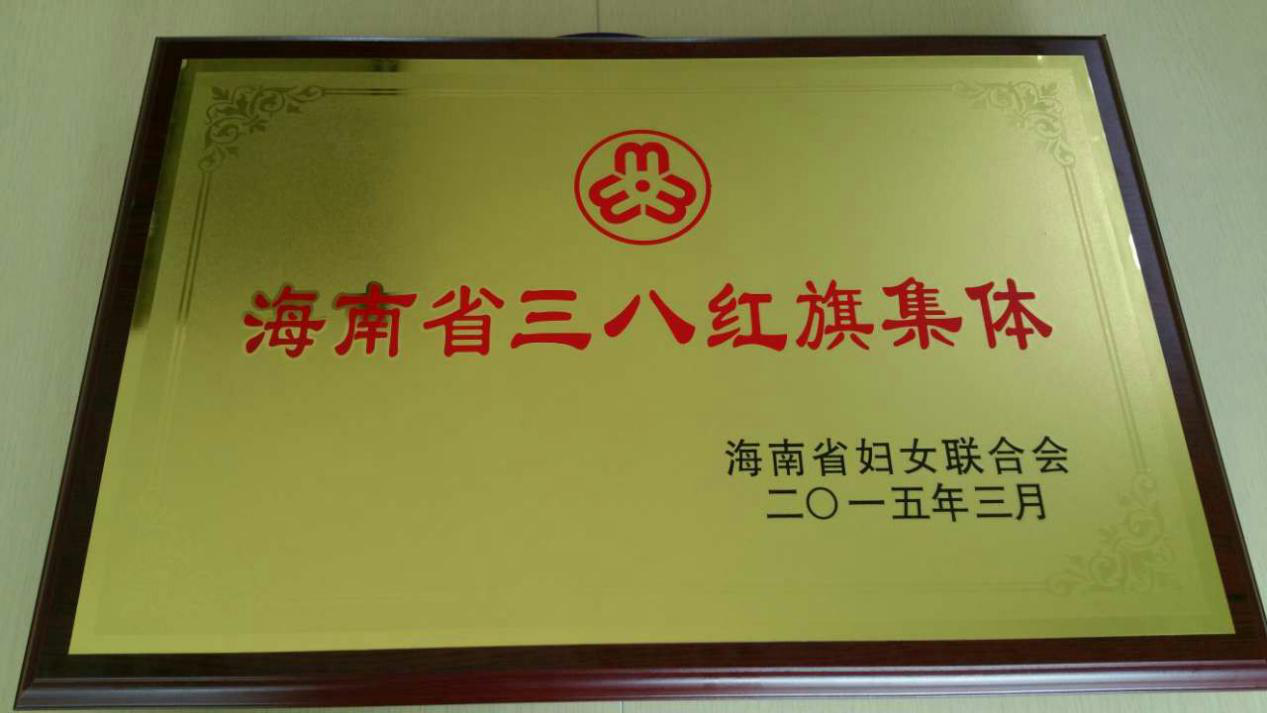 海南省三八红旗集体
海南省妇女联合会
二〇一五年三月